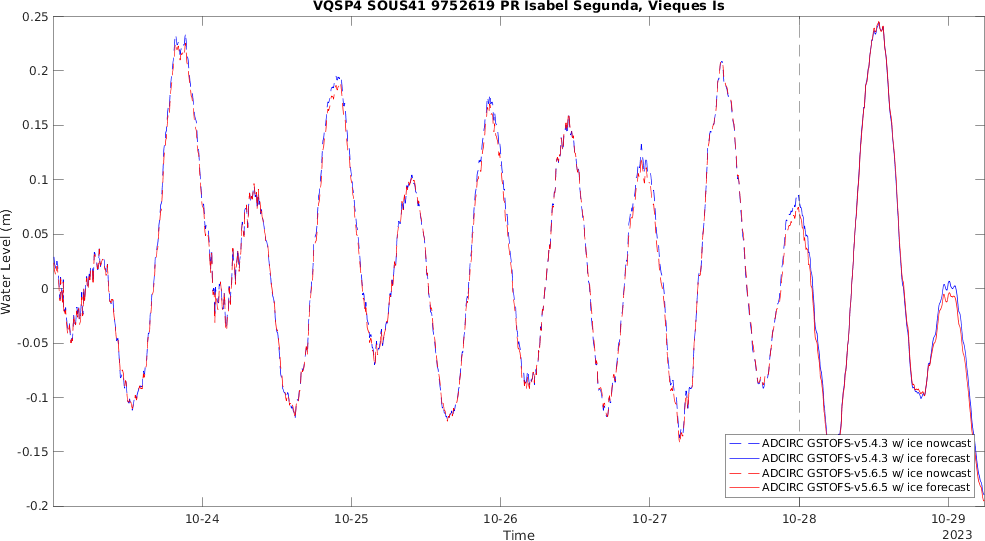 VQSP4 SOUS41 9752619 PR Isabel Segunda, Vieques Is
0.25
0.2
0.15
0.1
0.05
0
-0.05
-0.1
-0.15
-0.2
Water Level (m)
ADCIRC GSTOFS-v5.4.3 w/ ice nowcast
ADCIRC GSTOFS-v5.4.3 w/ ice forecast
ADCIRC GSTOFS-v5.6.5 w/ ice nowcast
ADCIRC GSTOFS-v5.6.5 w/ ice forecast
10-24 10-25 10-26 10-27 10-28 10-29
Time
2023